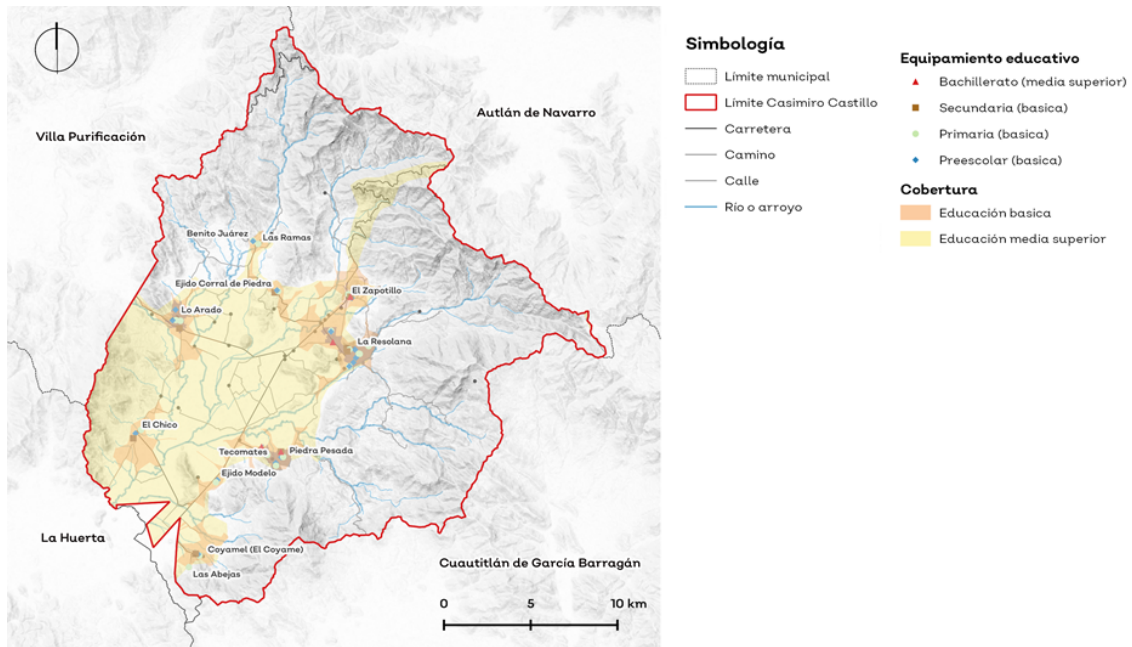 Villa Purificación
Autlán de Navarro
Benito Juárez
Las Ramas
Ejido Corral de Piedra
El Zapotillo
Lo Arado
La Resolana
El Chico
Tecomates
Piedra Pesada
Ejido Modelo
La Huerta
Coyamel (El Coyame)
Las Abejas
Cuautitlán de García Barragán
0 5 10 km
Simbología
Límite municipal
Límite Casimiro Castillo
Carretera
Camino
Calle
Río o arroyo
Equipamiento educativo
Bachillerato (media superior)
Secundaria (basica)
Primaria (basica)
Preescolar (basica)
Cobertura
Educación basica
Educación media superior